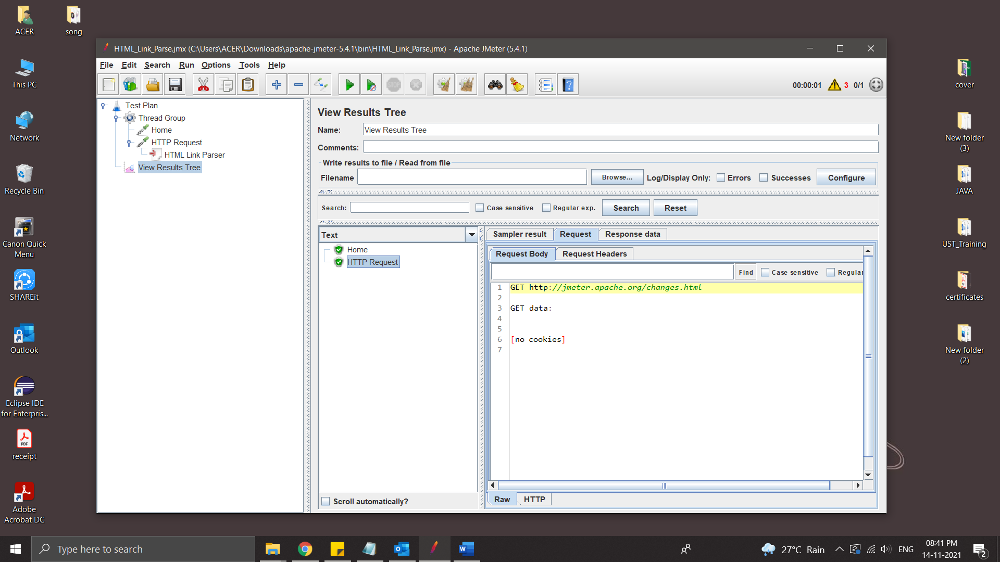 ACER
song
This PC
Network
Recycle Bin
Canon Quick
Menu
SHAREit
Outlook
Eclipse IDE
for Enterpris...
PDF
receipt
Adobe
Acrobat DC
HTML_Link_Parse.jmx (C:\Users\ACER\Downloads\apache-jmeter-5.4.1\bin\HTML_Link_Parse.jmx) - Apache JMeter (5.4.1)
File Edit Search Run Options Tools Help
STOP
00:00:01 3 0/1
Test Plan
Thread Group
Home
HTTP Request
HTML Link Parser
View Results Tree
View Results Tree
Name: View Results Tree
Comments:
Write results to file / Read from file
Filename Browse... Log/Display Only: Errors Successes Configure
Search: Case sensitive Regular exp. Search Reset
Text
Home
HTTP Request
Scroll automatically?
Sampler result Request Response data
Request Body Request Headers
Find Case sensitive Regular
1 GET http://jmeter.apache.org/changes.html
2
3 GET data:
4
5
6 [no cookies]
7
Raw HTTP
cover
New folder
(3)
JAVA
UST_Training
certificates
New folder
(2)
Type here to search
27°C Rain
ENG
08:41 PM
14-11-2021
2